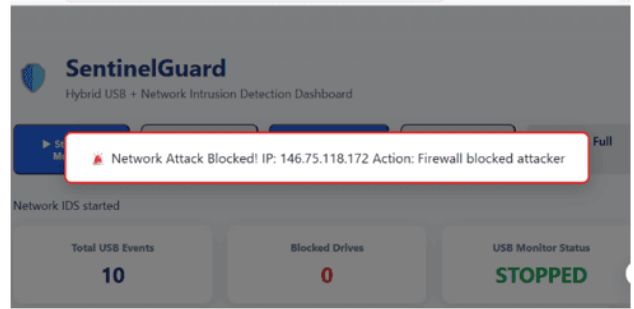 SentinelGuard
Hybrid USB + Network Intrusion Detection Dashboard
Full
🚨 Network Attack Blocked! IP: 146.75.118.172 Action: Firewall blocked attacker
Network IDS started
Total USB Events
Blocked Drives
USB Monitor Status
10
0
STOPPED